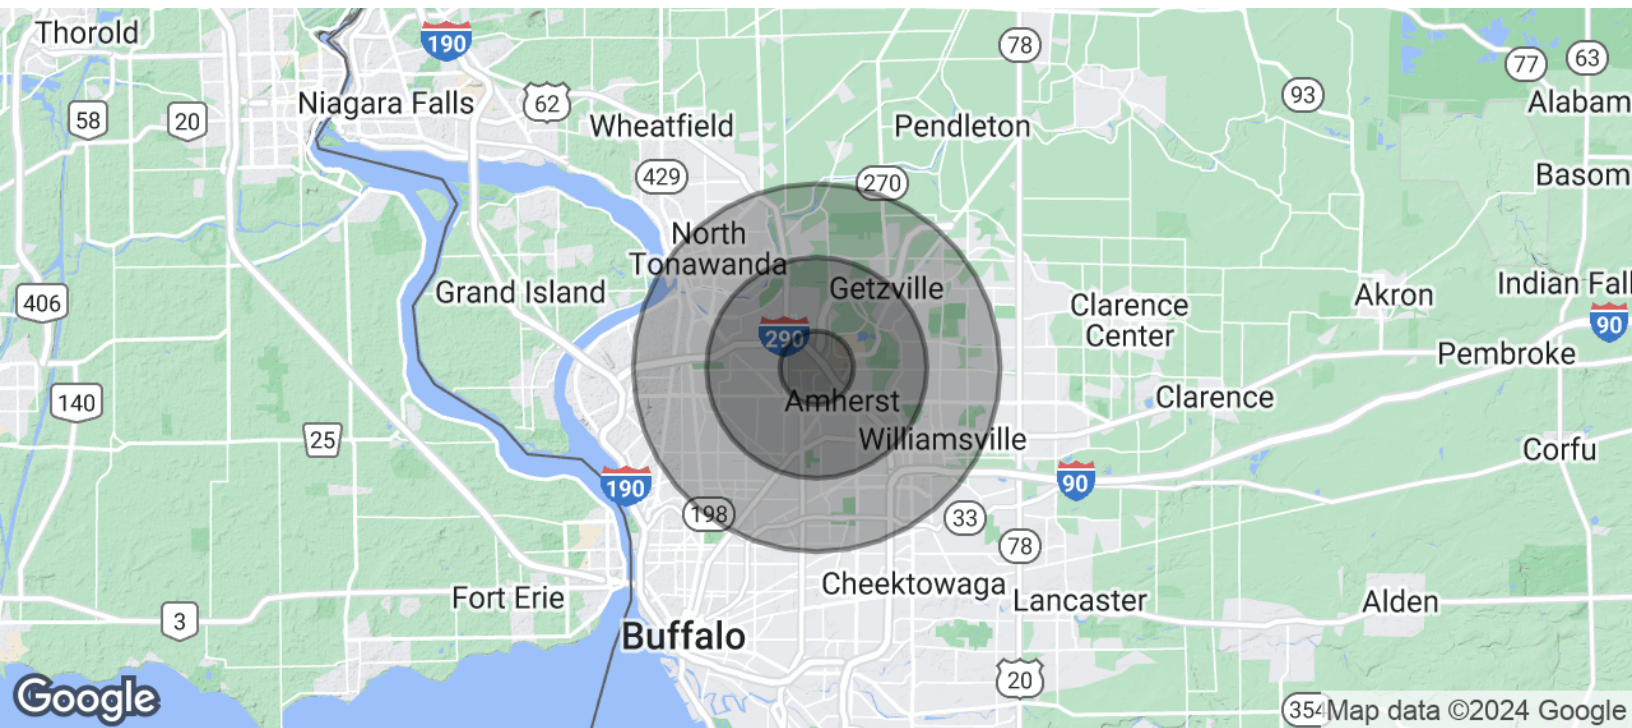 Thorold
190
78
77
63
Niagara Falls
62
93
Alabam
58
20
Wheatfield
Pendleton
429
270
Basom
North
Tonawanda
Getzville
Grand Island
406
Clarence
Center
Akron
Indian Fall
290
90
Pembroke
140
Amherst
Clarence
25
Williamsville
Corfu
190
90
198
33
78
Cheektowaga
Fort Erie
Lancaster
Alden
3
Buffalo
20
Google
354
Map data ©2024 Google